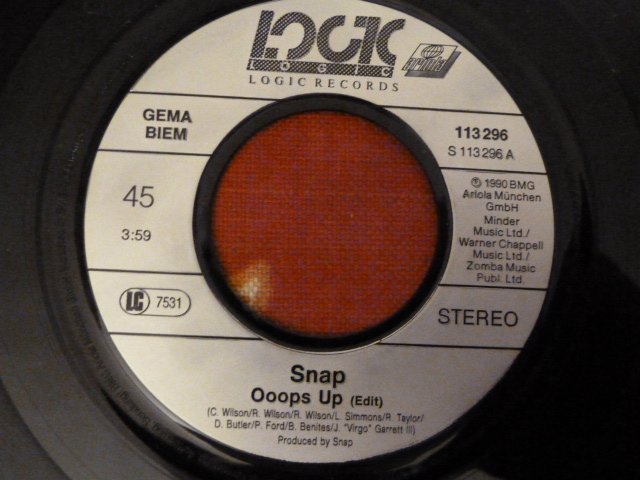 LOGIC
LOGIC
LOGIC RECORDS
GEMA
BIEM
45
3:59
LC 7531
113 296
S 113 296 A
℗ 1990 BMG
Ariola München
GmbH
Minder
Music Ltd./
Warner Chappell
Music Ltd./
Zomba Music
Publ. Ltd.
STEREO
Snap
Ooops Up (Edit)
(C. Wilson/R. Wilson/R. Wilson/L. Simmons/R. Taylor/
D. Butler/P. Ford/B. Benites/J. "Virgo" Garrett III)
Produced by Snap